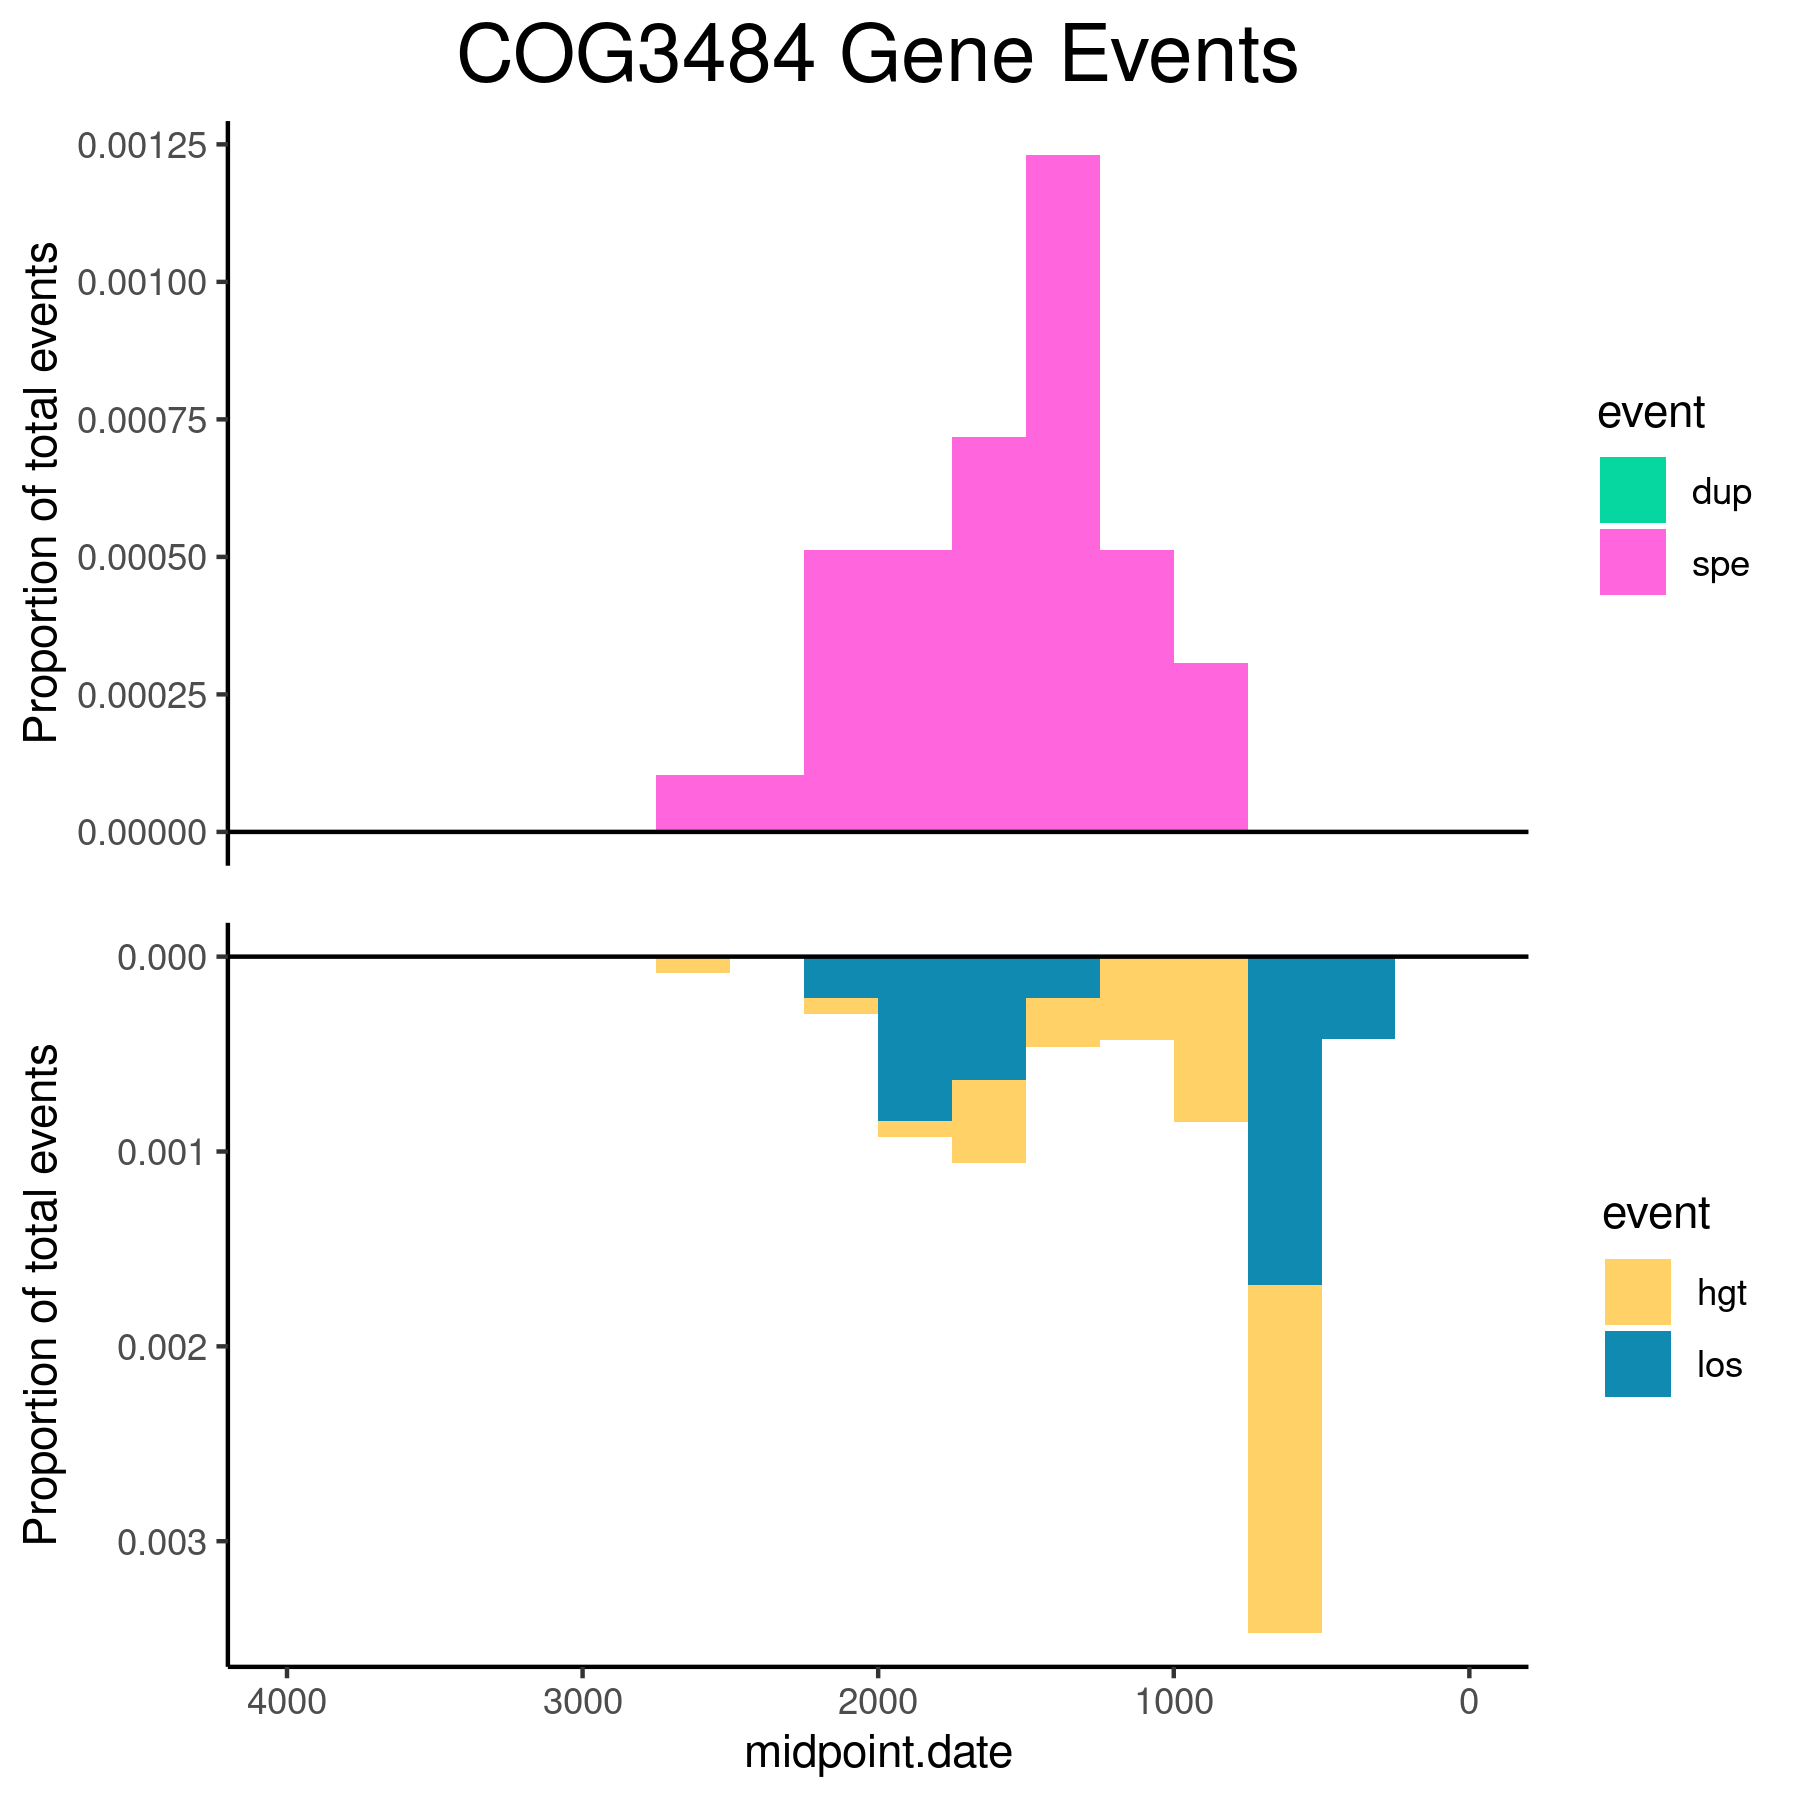 COG3484 Gene Events
Proportion of total events
0.00125
0.00100
0.00075
0.00050
0.00025
0.00000
event
dup
spe
Proportion of total events
0.000
0.001
0.002
0.003
event
hgt
los
4000 3000 2000 1000 0
midpoint.date